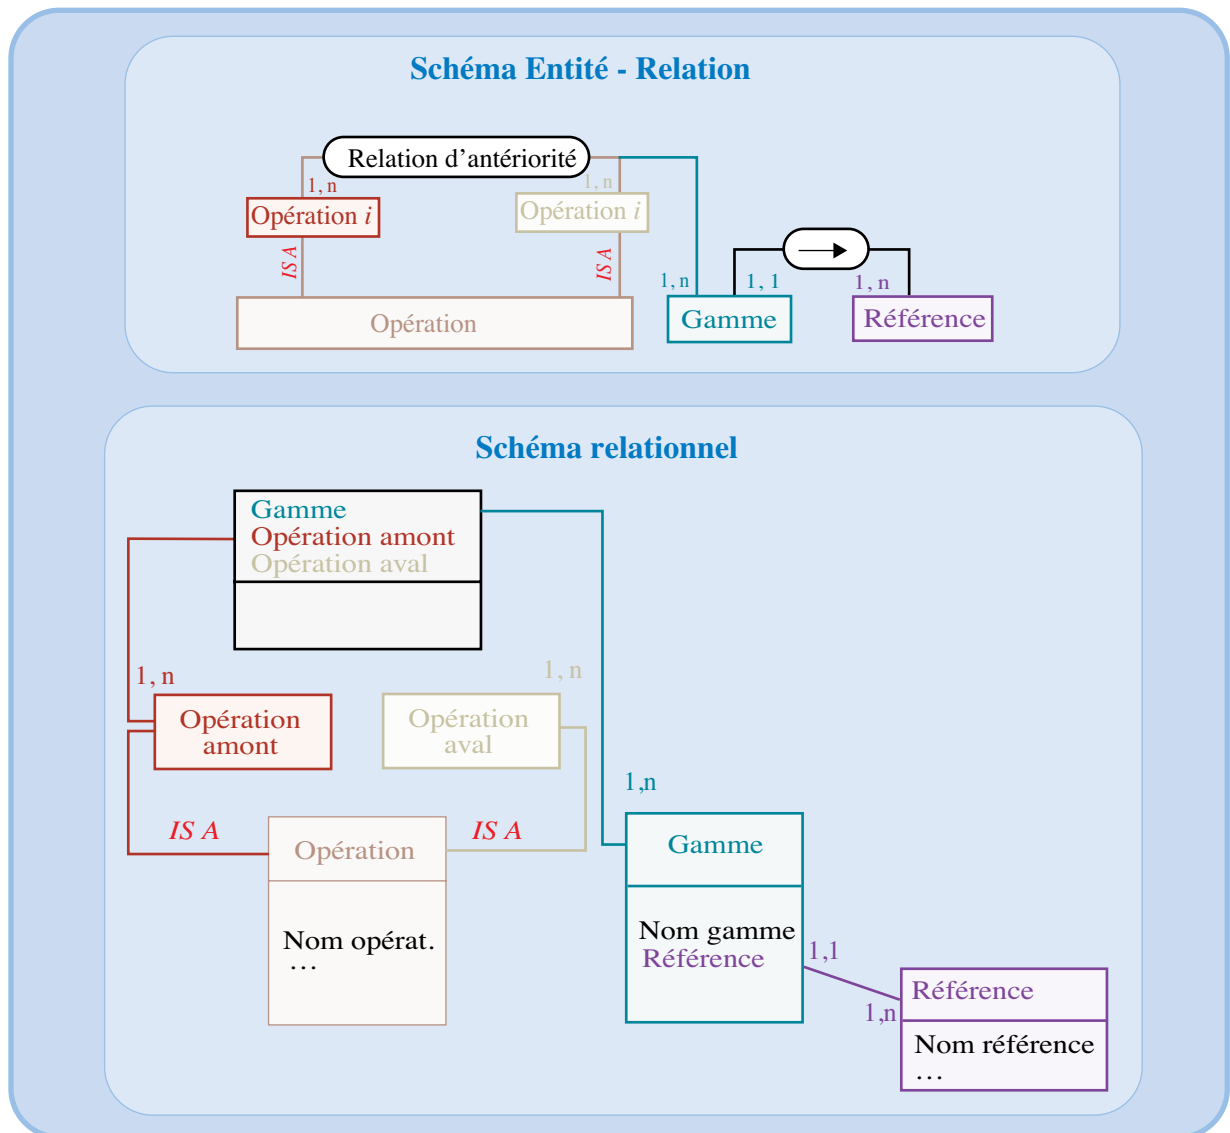 Schéma Entité - Relation
Relation d'antériorité
1, n
1, n
Opération i
Opération i
IS A
IS A
1, n
1, 1
1, n
Opération
Gamme
Référence
Schéma relationnel
Gamme
Opération amont
Opération aval
1, n
1, n
Opération
amont
Opération
aval
1,n
IS A
IS A
Opération
Gamme
Nom opérat.
...
Nom gamme
Référence
1,1
1,n
Référence
Nom référence
...